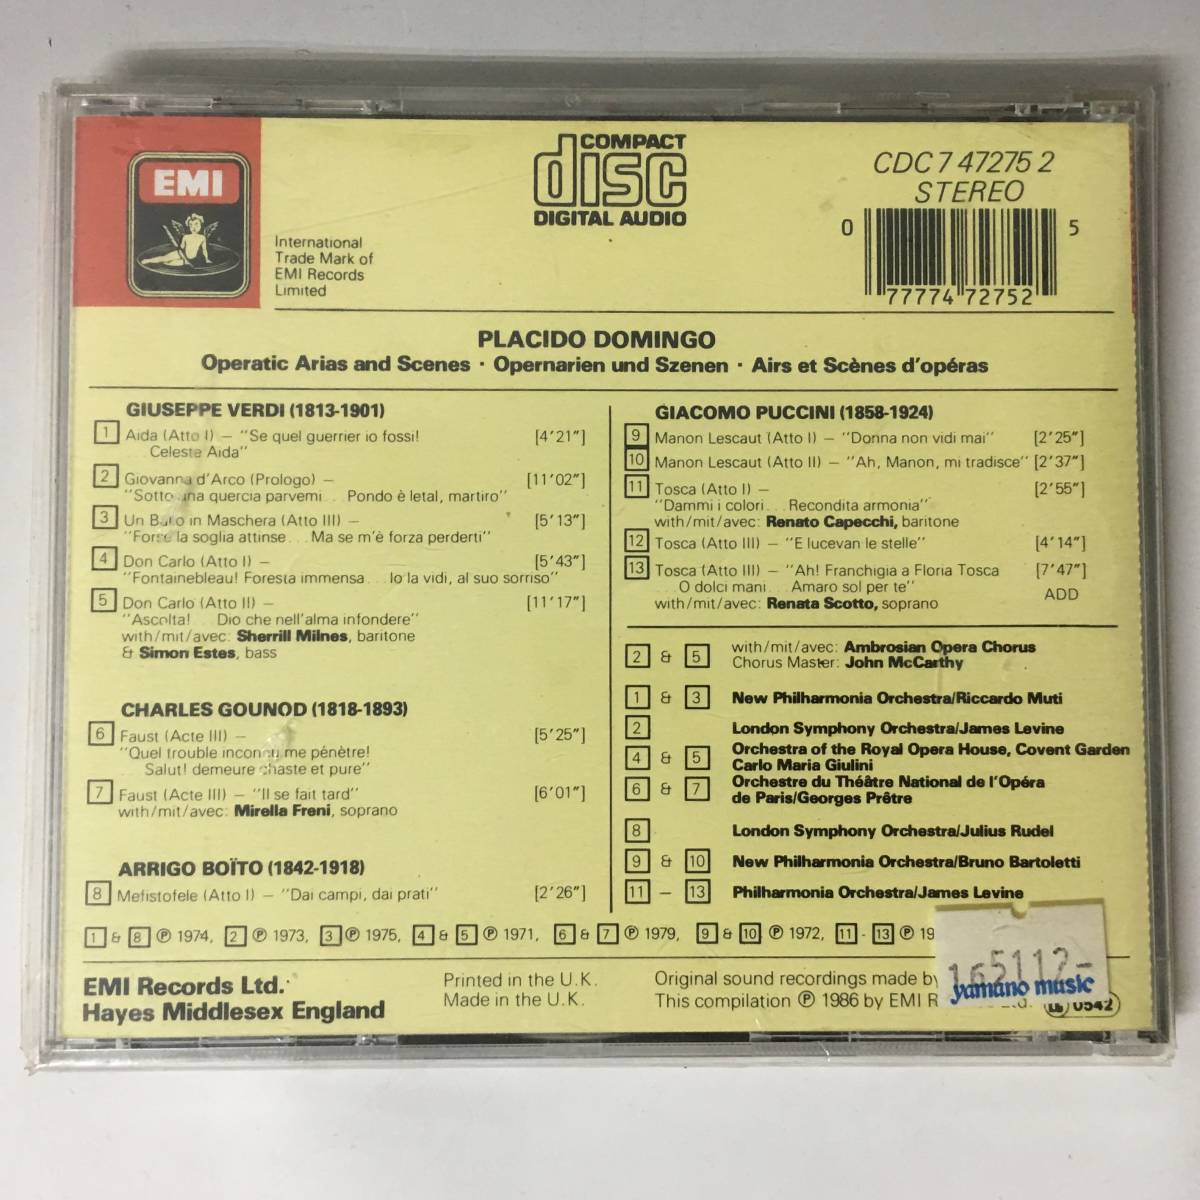 EMI
International
Trade Mark of
EMI Records
Limited
COMPACT
disc
DIGITAL AUDIO
CDC 7 47275 2
STEREO
0 77774 72752 5
PLACIDO DOMINGO
Operatic Arias and Scenes · Opernarien und Szenen · Airs et Scènes d'opéras
GIUSEPPE VERDI (1813-1901)
1 Aida (Atto I) – "Se quel guerrier io fossi! [4'21"]
. . . Celeste Aida"
2 Giovanna d'Arco (Prologo) – [11'02"]
"Sotto una quercia parvemi . . . Pondo è letal, martiro"
3 Un Ballo in Maschera (Atto III) – [5'13"]
"Forse la soglia attinse . . . Ma se m'è forza perderti"
4 Don Carlo (Atto I) – [5'43"]
"Fontainebleau! Foresta immensa . . . Io la vidi, al suo sorriso"
5 Don Carlo (Atto II) – [11'17"]
"Ascolta! . . . Dio che nell'alma infondere"
with/mit/avec: Sherrill Milnes, baritone
& Simon Estes, bass
CHARLES GOUNOD (1818-1893)
6 Faust (Acte III) – [5'25"]
"Quel trouble inconnu me pénètre!
. . . Salut! demeure chaste et pure"
7 Faust (Acte III) – "Il se fait tard" [6'01"]
with/mit/avec: Mirella Freni, soprano
ARRIGO BOÏTO (1842-1918)
8 Mefistofele (Atto I) – "Dai campi, dai prati" [2'26"]
GIACOMO PUCCINI (1858-1924)
9 Manon Lescaut (Atto I) – "Donna non vidi mai" [2'25"]
10 Manon Lescaut (Atto II) – "Ah, Manon, mi tradisce" [2'37"]
11 Tosca (Atto I) – [2'55"]
"Dammi i colori . . . Recondita armonia"
with/mit/avec: Renato Capecchi, baritone
12 Tosca (Atto III) – "E lucevan le stelle" [4'14"]
13 Tosca (Atto III) – "Ah! Franchigia a Floria Tosca [7'47"]
. . . O dolci mani . . . Amaro sol per te" ADD
with/mit/avec: Renata Scotto, soprano
2 & 5 with/mit/avec: Ambrosian Opera Chorus
Chorus Master: John McCarthy
1 & 3 New Philharmonia Orchestra/Riccardo Muti
2 London Symphony Orchestra/James Levine
4 & 5 Orchestra of the Royal Opera House, Covent Garden
Carlo Maria Giulini
6 & 7 Orchestre du Théâtre National de l'Opéra
de Paris/Georges Prêtre
8 London Symphony Orchestra/Julius Rudel
9 & 10 New Philharmonia Orchestra/Bruno Bartoletti
11 – 13 Philharmonia Orchestra/James Levine
1 & 8 ℗ 1974, 2 ℗ 1973, 3 ℗ 1975, 4 & 5 ℗ 1971, 6 & 7 ℗ 1979, 9 & 10 ℗ 1972, 11 - 13 ℗ 19
EMI Records Ltd.
Hayes Middlesex England
Printed in the U.K.
Made in the U.K.
Original sound recordings made by
This compilation ℗ 1986 by EMI R Ltd.
165112-
yamano music
0542